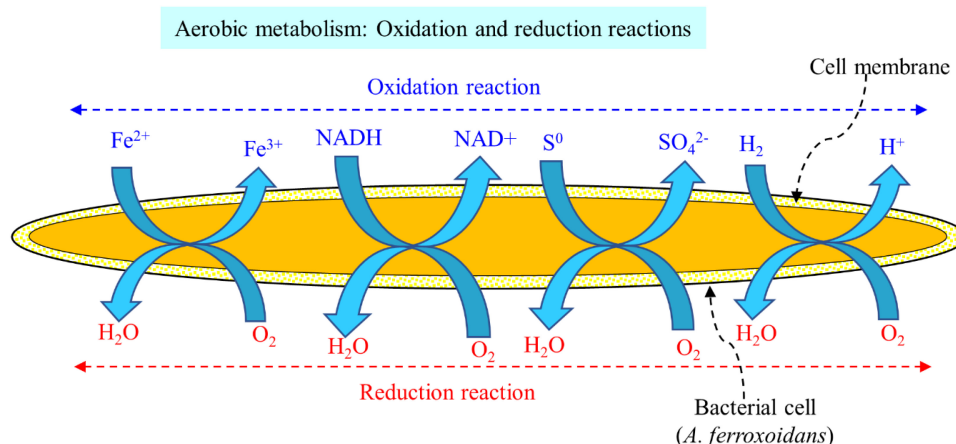 Aerobic metabolism: Oxidation and reduction reactions
Cell membrane
Oxidation reaction
Fe²⁺ Fe³⁺ NADH NAD+ S⁰ SO₄²⁻ H₂ H⁺
H₂O O₂ H₂O O₂ H₂O O₂ H₂O O₂
Reduction reaction
Bacterial cell
(A. ferroxoidans)